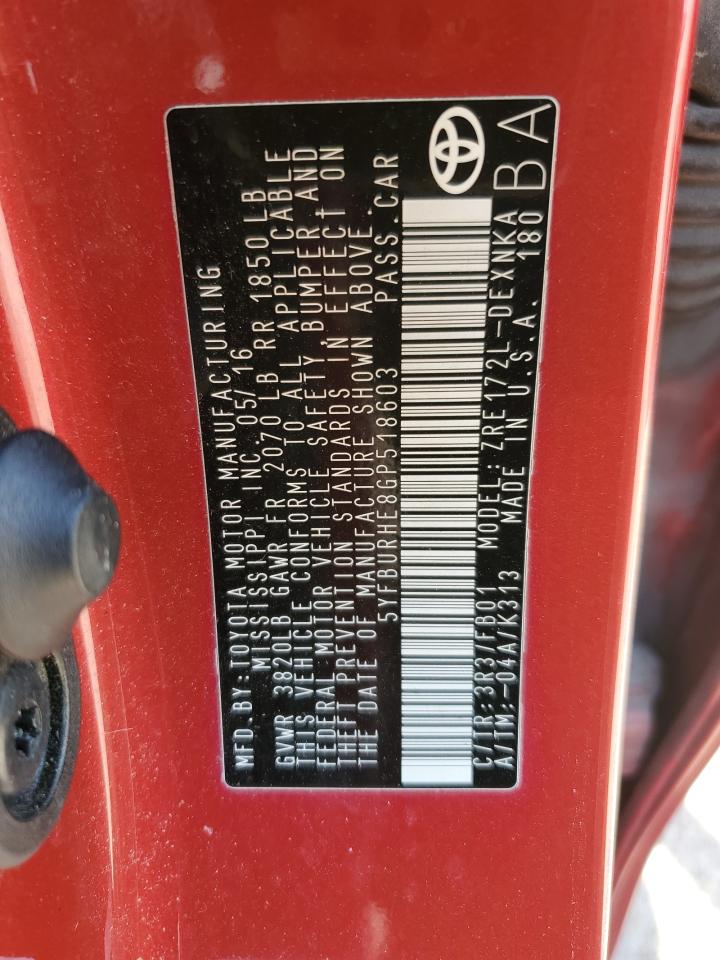 MFD.BY:TOYOTA MOTOR MANUFACTURING
MISSISSIPPI INC 05/16
GVWR 3820LB GAWR FR 2070 LB RR 1850 LB
THIS VEHICLE CONFORMS TO ALL APPLICABLE
FEDERAL MOTOR VEHICLE SAFETY, BUMPER, AND
THEFT PREVENTION STANDARDS IN EFFECT ON
THE DATE OF MANUFACTURE SHOWN ABOVE.
5YFBURHE8GP518603 PASS.CAR
C/TR:3R3/FB01 MODEL:ZRE172L-DEXNKA
A/TM:-04A/K313 MADE IN U.S.A. 180
BA